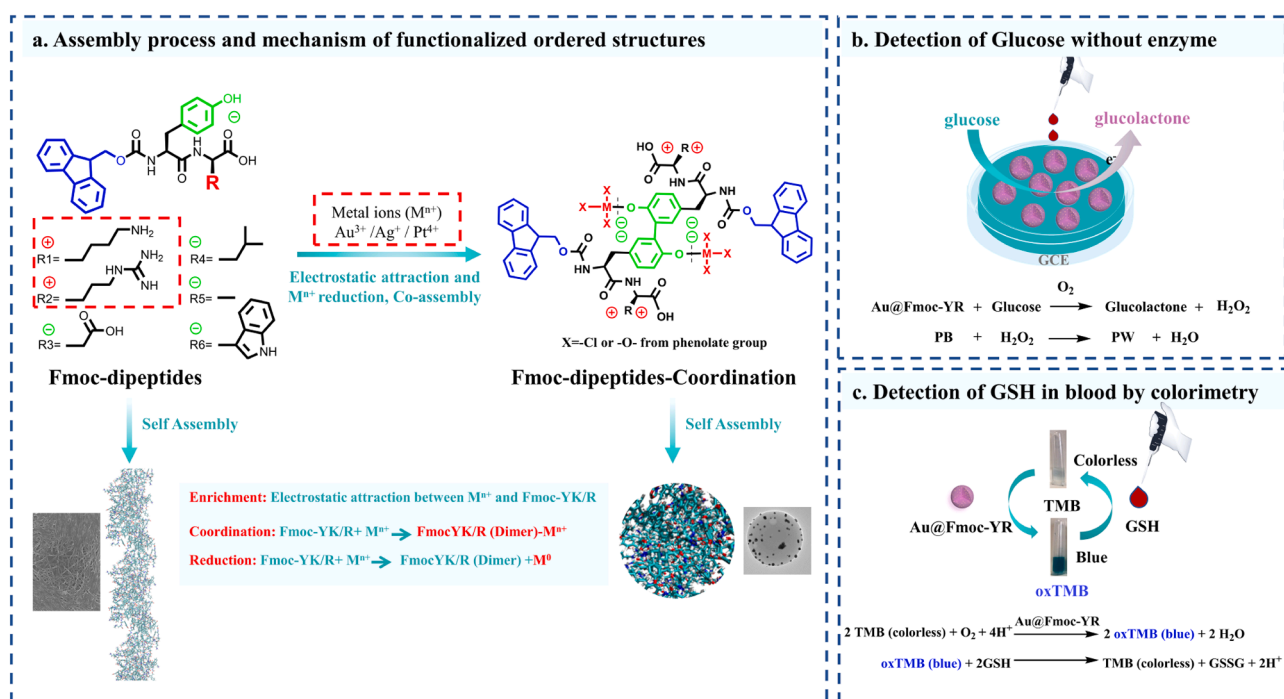 a. Assembly process and mechanism of functionalized ordered structures
OH
⊖
O
O
N
H
O
H
N
O
OH
R
⊕
R1=
NH₂
⊕
R2=
N
H
NH₂
NH
⊖
R3=
O
OH
⊖
R4=
⊖
R5=
⊖
R6=
NH
Metal ions (Mⁿ⁺)
Au³⁺ /Ag⁺ / Pt⁴⁺
Electrostatic attraction and
Mⁿ⁺ reduction, Co-assembly
HO
O
R
⊕
⊕
N
H
O
H
N
O
O
X
X
M
X
O
⊖
⊖
⊖
⊖
O
M
X
X
X
O
O
HN
O
N
H
O
R
OH
⊕
⊕
X=-Cl or -O- from phenolate group
Fmoc-dipeptides
Fmoc-dipeptides-Coordination
Self Assembly
Self Assembly
Enrichment: Electrostatic attraction between Mⁿ⁺ and Fmoc-YK/R
Coordination: Fmoc-YK/R+ Mⁿ⁺ → FmocYK/R (Dimer)-Mⁿ⁺
Reduction: Fmoc-YK/R+ Mⁿ⁺ → FmocYK/R (Dimer) +M⁰
b. Detection of Glucose without enzyme
glucose
glucolactone
GCE
O₂
Au@Fmoc-YR + Glucose → Glucolactone + H₂O₂
PB + H₂O₂ → PW + H₂O
c. Detection of GSH in blood by colorimetry
Colorless
TMB
Au@Fmoc-YR
GSH
Blue
oxTMB
Au@Fmoc-YR
2 TMB (colorless) + O₂ + 4H⁺ → 2 oxTMB (blue) + 2 H₂O
oxTMB (blue) + 2GSH → TMB (colorless) + GSSG + 2H⁺